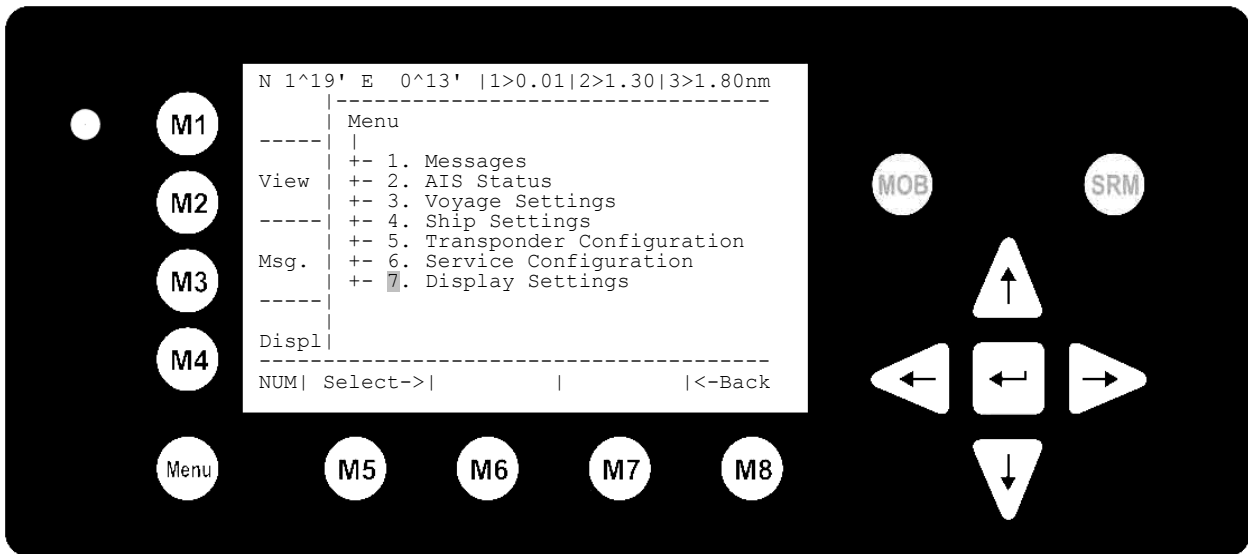 N 1^19' E  0^13' |1>0.01|2>1.30|3>1.80nm
|----------------------------------
M1
| Menu
-----| |
| +- 1. Messages
View | +- 2. AIS Status
MOB
SRM
M2
| +- 3. Voyage Settings
-----| +- 4. Ship Settings
| +- 5. Transponder Configuration
Msg. | +- 6. Service Configuration
M3
| +- 7. Display Settings
-----|
|
Displ|
M4
----------------------------------------
NUM| Select->|       |       |<-Back
Menu
M5
M6
M7
M8